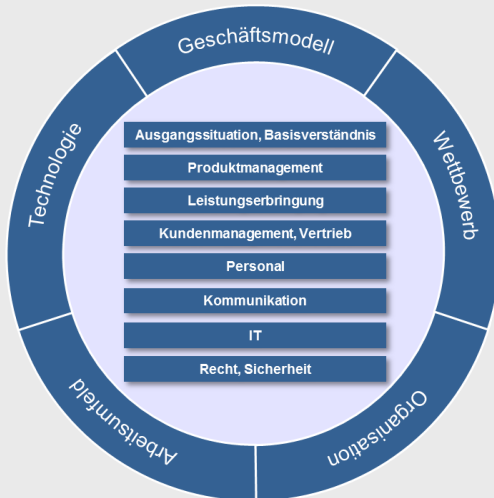 Geschäftsmodell
Technologie
Wettbewerb
Ausgangssituation, Basisverständnis
Produktmanagement
Leistungserbringung
Kundenmanagement, Vertrieb
Personal
Kommunikation
IT
Recht, Sicherheit
Arbeitsumfeld
Organisation